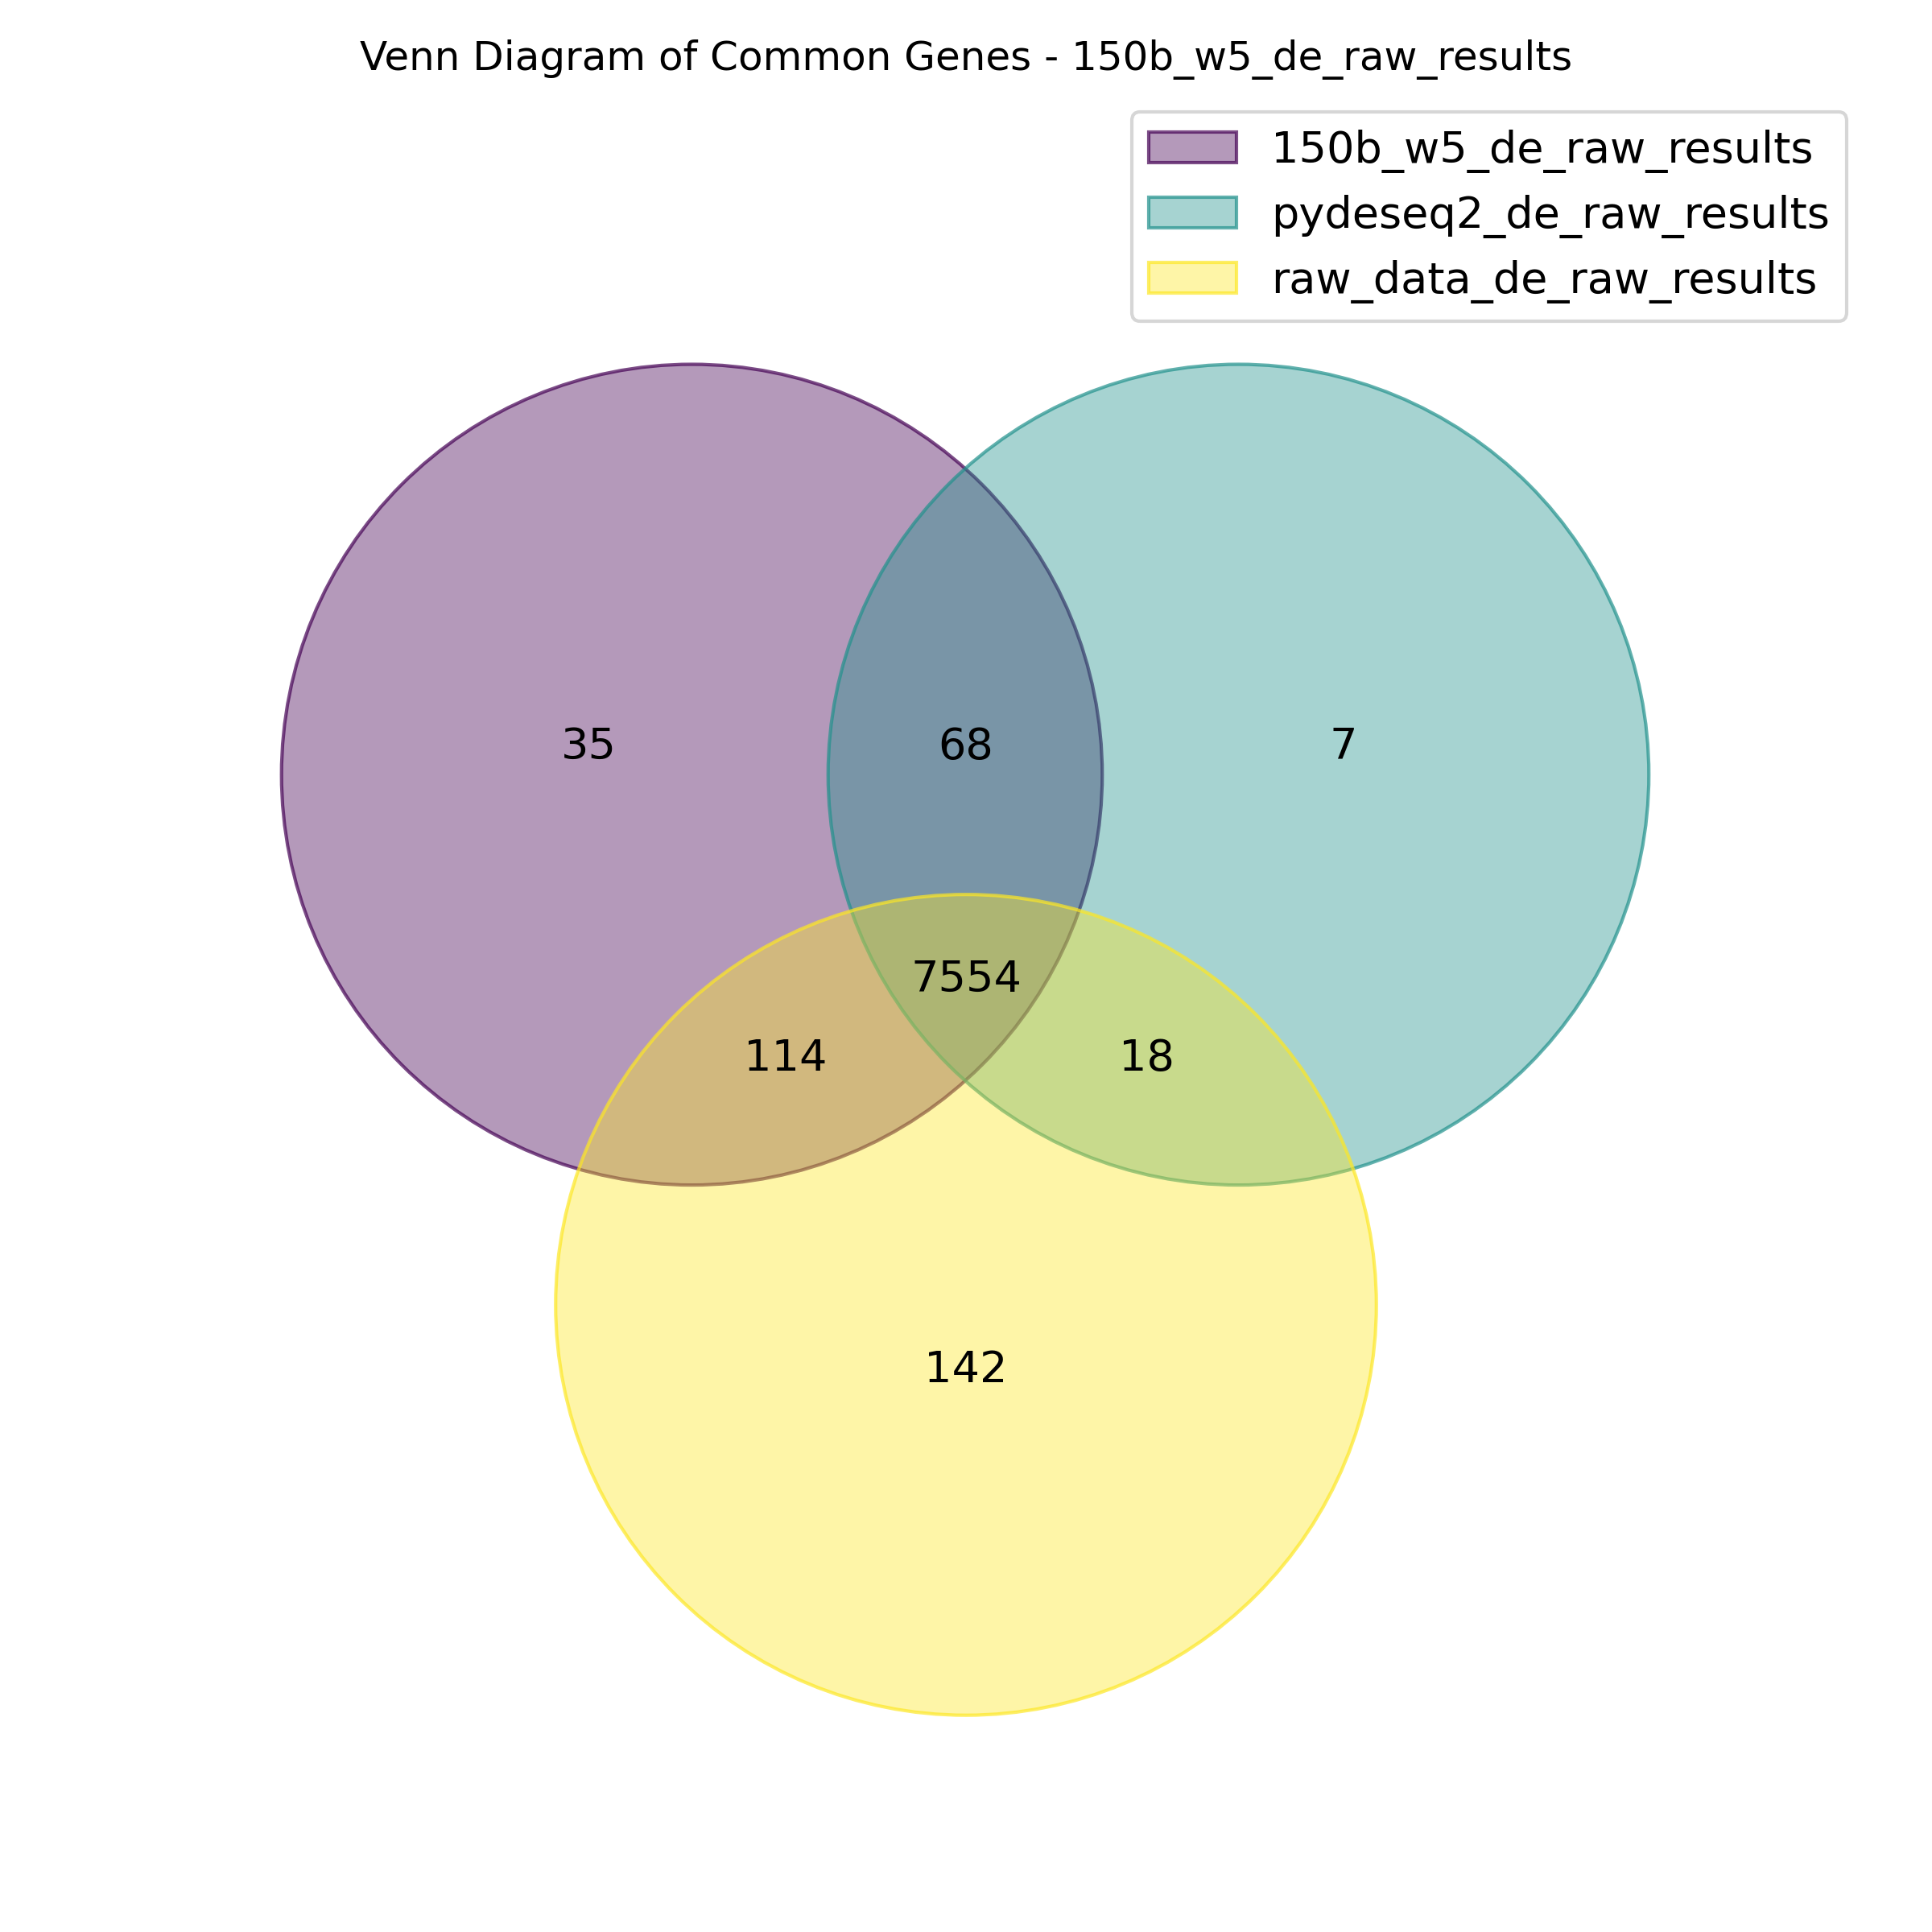 Venn Diagram of Common Genes - 150b_w5_de_raw_results
150b_w5_de_raw_results
pydeseq2_de_raw_results
raw_data_de_raw_results
35
68
7
7554
114
18
142